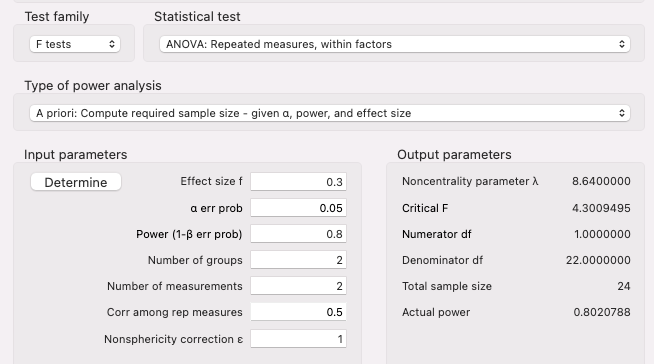 Test family Statistical test
F tests ANOVA: Repeated measures, within factors
Type of power analysis
A priori: Compute required sample size – given α, power, and effect size
Input parameters Output parameters
Determine Effect size f 0.3 Noncentrality parameter λ 8.6400000
α err prob 0.05 Critical F 4.3009495
Power (1-β err prob) 0.8 Numerator df 1.0000000
Number of groups 2 Denominator df 22.0000000
Number of measurements 2 Total sample size 24
Corr among rep measures 0.5 Actual power 0.8020788
Nonsphericity correction ε 1